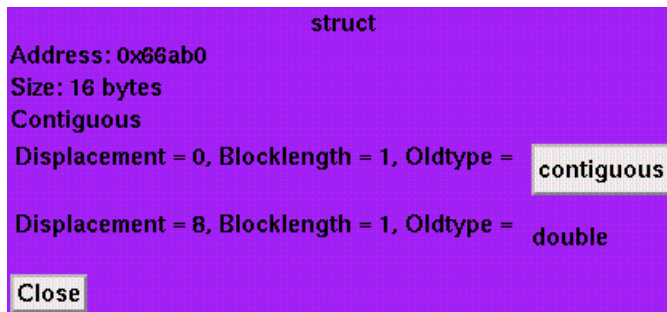 struct
Address: 0x66ab0
Size: 16 bytes
Contiguous
Displacement = 0, Blocklength = 1, Oldtype = contiguous
Displacement = 8, Blocklength = 1, Oldtype = double
Close